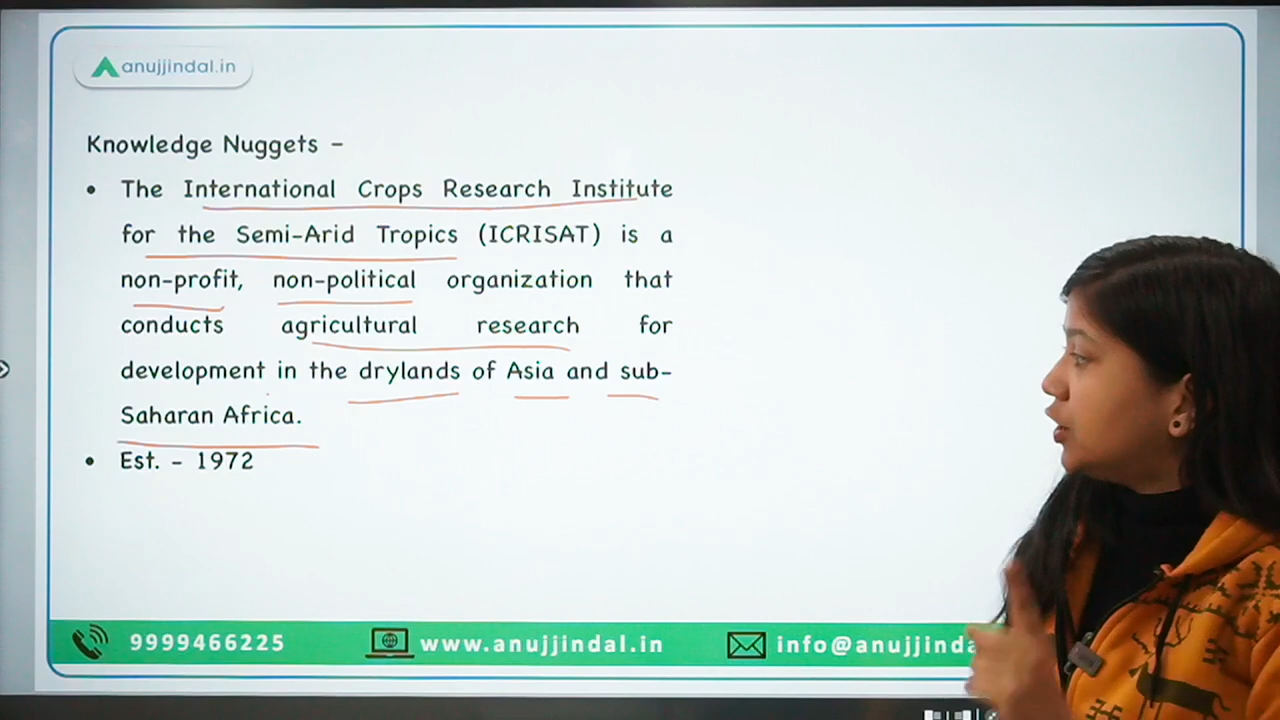 anujjindal.in
Knowledge Nuggets –
• The International Crops Research Institute
for the Semi-Arid Tropics (ICRISAT) is a
non-profit, non-political organization that
conducts agricultural research for
development in the drylands of Asia and sub-
Saharan Africa.
• Est. – 1972
9999466225 www.anujjindal.in info@anujjinda